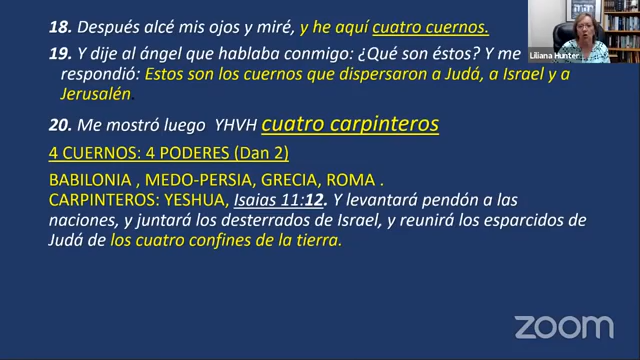 18. Después alcé mis ojos y miré, y he aquí cuatro cuernos.
19. Y dije al ángel que hablaba conmigo: ¿Qué son éstos? Y me
respondió: Estos son los cuernos que dispersaron a Judá, a Israel y a
Jerusalén.
20. Me mostró luego YHVH cuatro carpinteros
4 CUERNOS: 4 PODERES (Dan 2)
BABILONIA , MEDO-PERSIA, GRECIA, ROMA .
CARPINTEROS: YESHUA, Isaias 11:12. Y levantará pendón a las
naciones, y juntará los desterrados de Israel, y reunirá los esparcidos de
Judá de los cuatro confines de la tierra.
Liliana Hunter
zoom